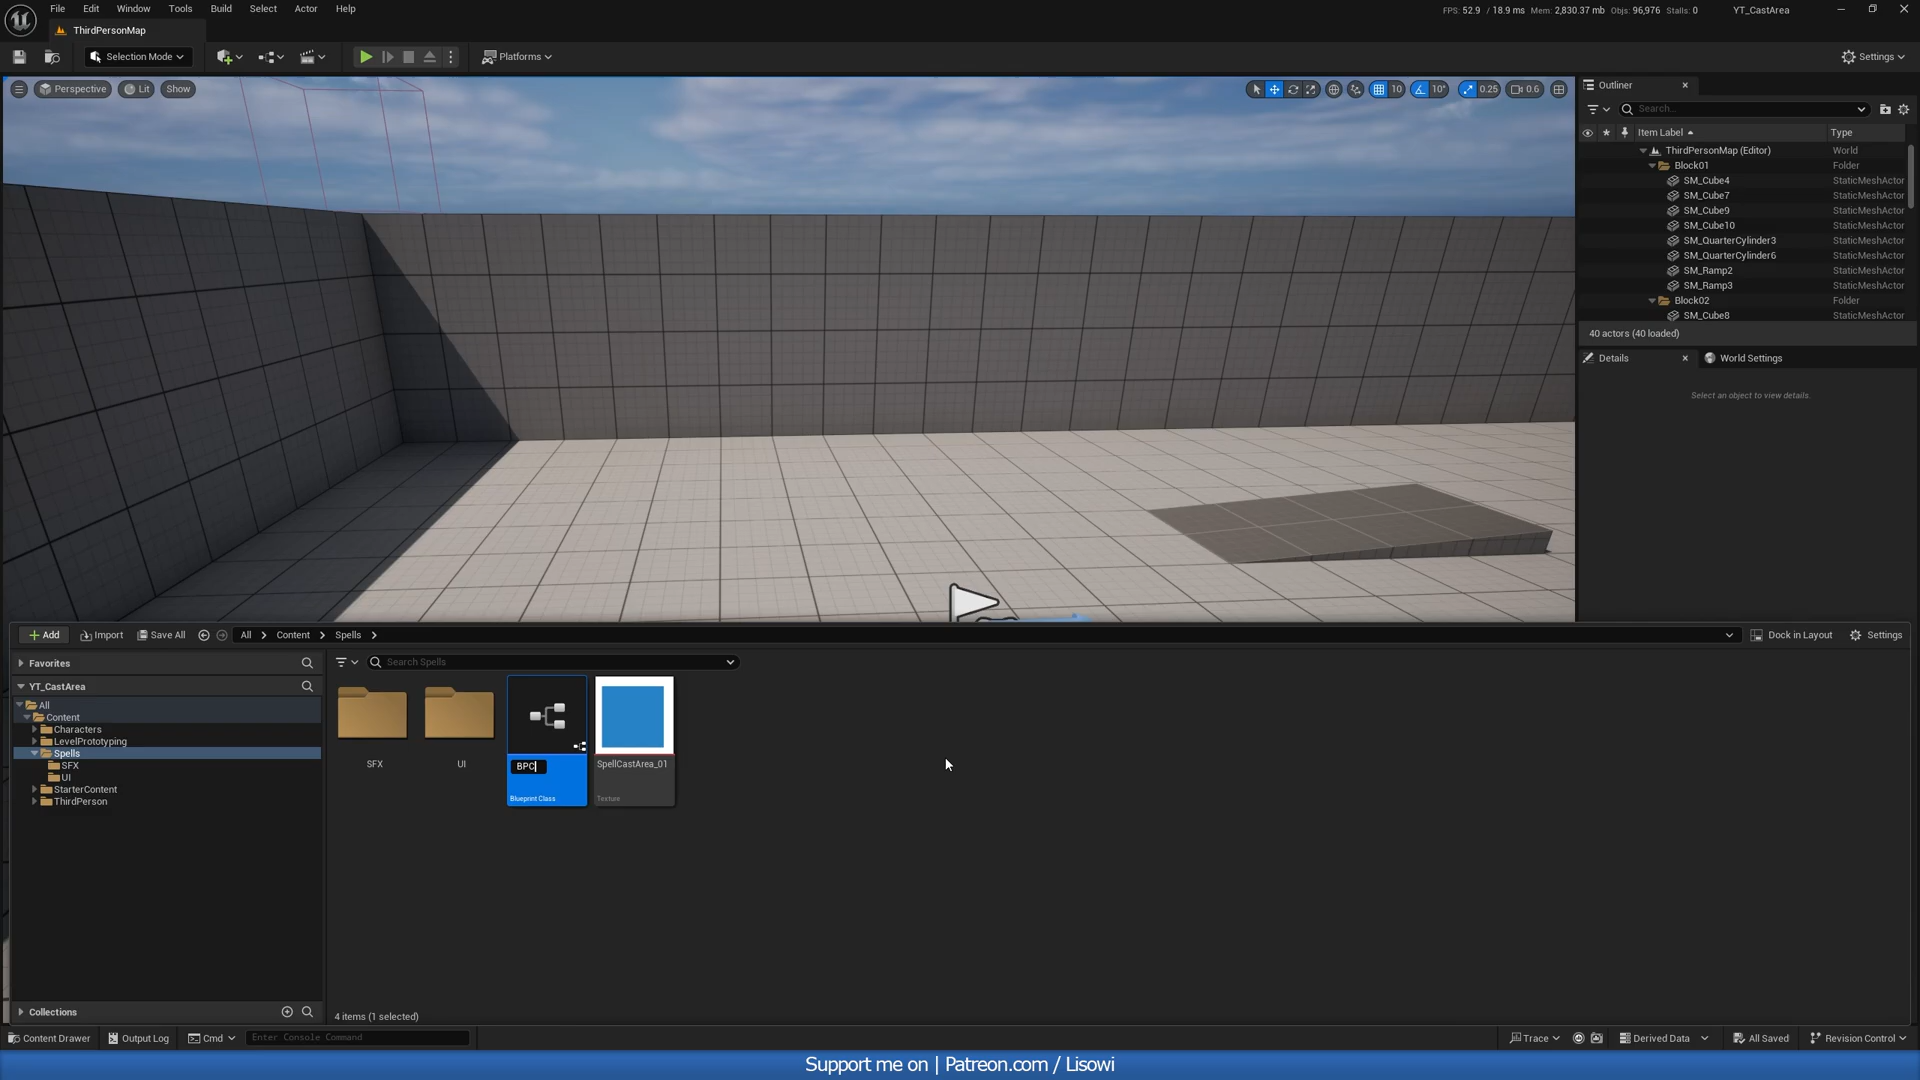 File Edit Window Tools Build Select Actor Help
FPS: 52.9 / 18.9 ms Mem: 2,830.37 mb Objs: 96,976 Stalls: 0
YT_CastArea
ThirdPersonMap
Selection Mode
Platforms
Settings
Perspective
Lit
Show
10
10°
0.25
0.6
Outliner
Search...
Item Label
Type
ThirdPersonMap (Editor) World
Block01 Folder
SM_Cube4 StaticMeshActor
SM_Cube7 StaticMeshActor
SM_Cube9 StaticMeshActor
SM_Cube10 StaticMeshActor
SM_QuarterCylinder3 StaticMeshActor
SM_QuarterCylinder6 StaticMeshActor
SM_Ramp2 StaticMeshActor
SM_Ramp3 StaticMeshActor
Block02 Folder
SM_Cube8 StaticMeshActor
40 actors (40 loaded)
Details
World Settings
Select an object to view details.
Add
Import
Save All
All
Content
Spells
Dock in Layout
Settings
Favorites
YT_CastArea
All
Content
Characters
LevelPrototyping
Spells
SFX
UI
StarterContent
ThirdPerson
Collections
Search Spells
SFX
UI
BPC
Blueprint Class
SpellCastArea_01
Texture
4 items (1 selected)
Content Drawer
Output Log
Cmd
Enter Console Command
Trace
Derived Data
All Saved
Revision Control
Support me on | Patreon.com / Lisowi